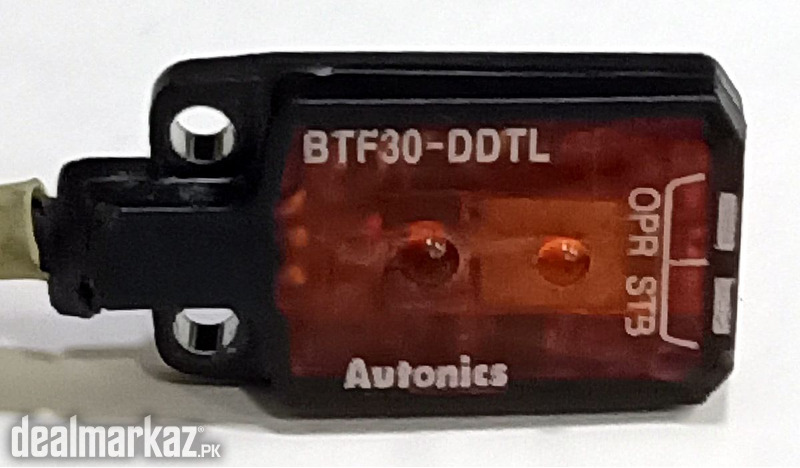 BTF30-DDTL
OPR STB
Autonics
dealmarkaz.PK